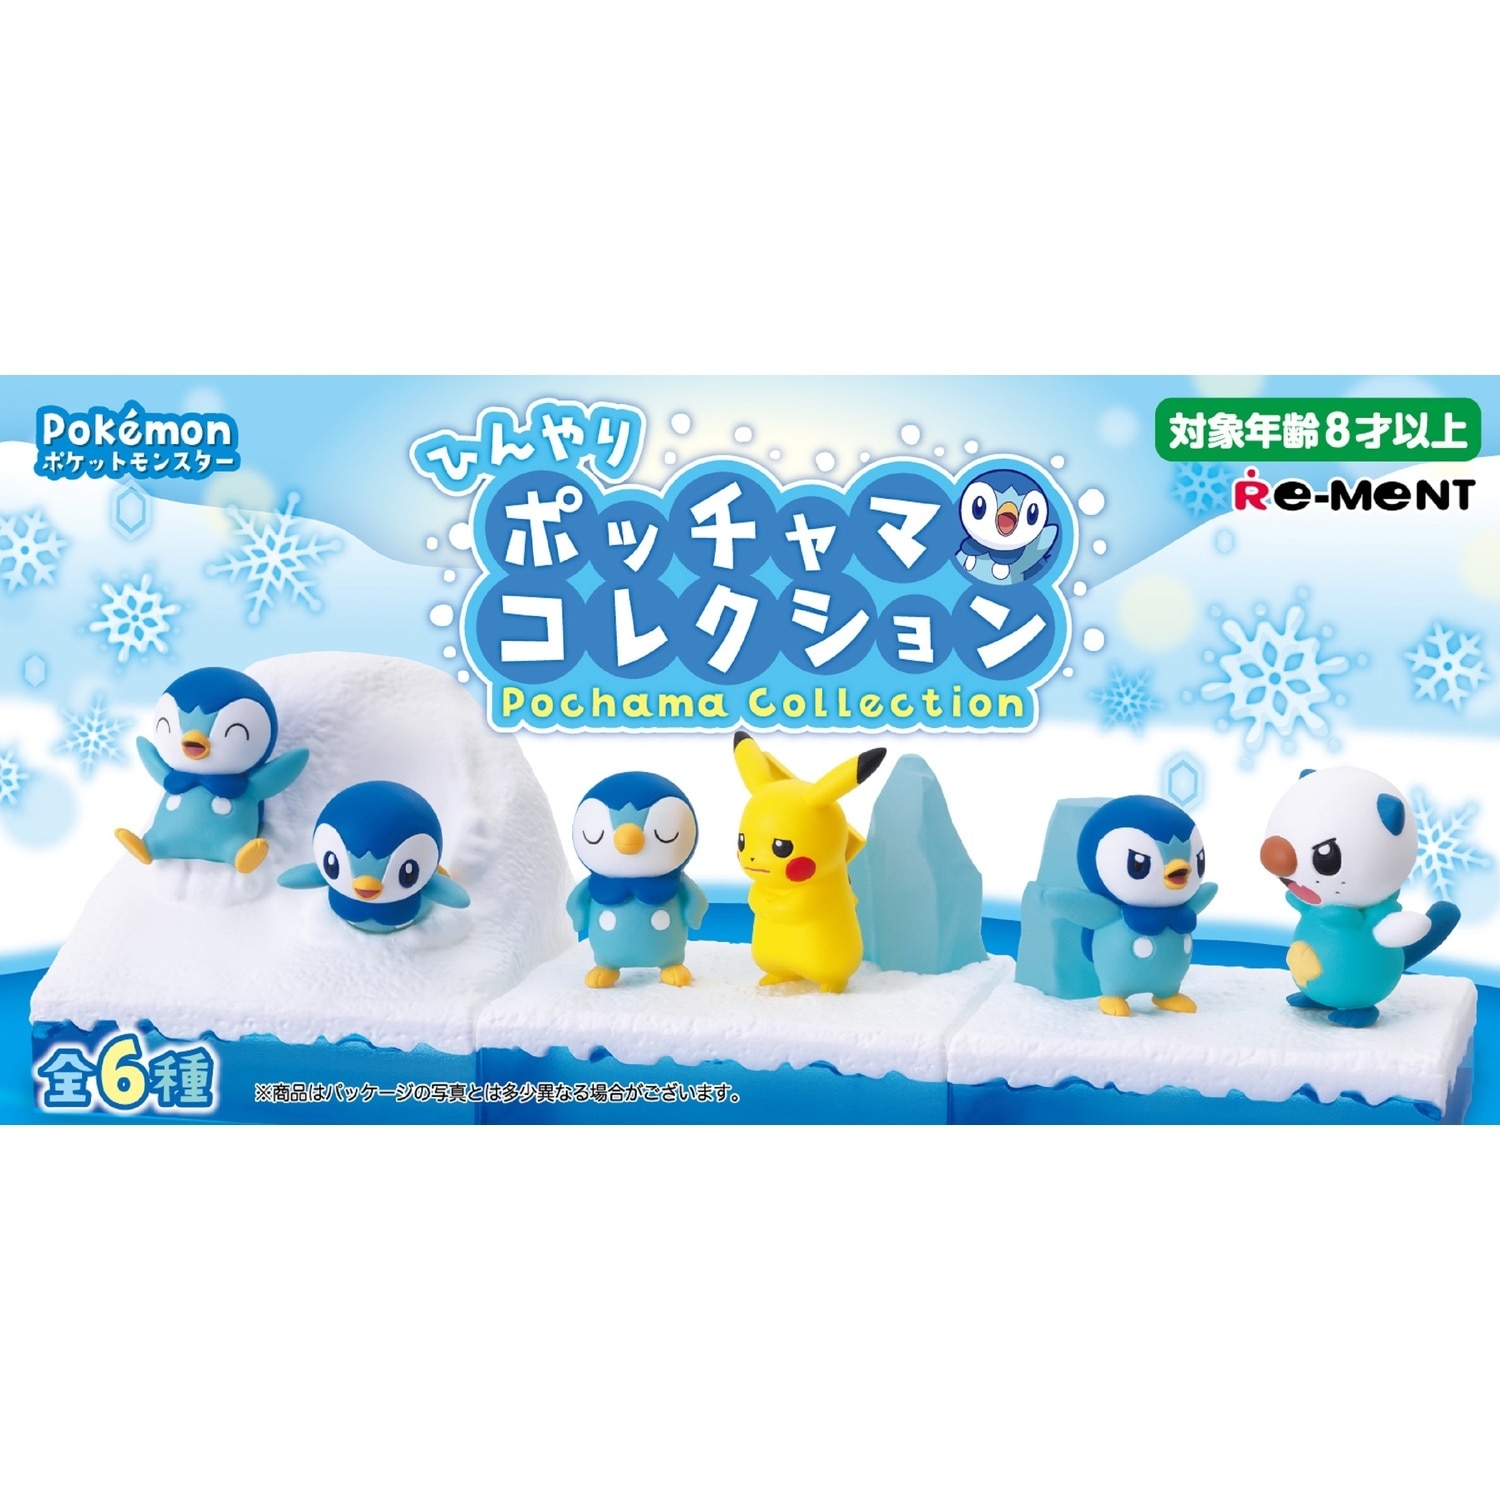 Pokémon
ポケットモンスター
ひんやり
ポッチャマ
コレクション
Pochama Collection
対象年齢8才以上
Re-MeNT
全6種
※商品はパッケージの写真とは多少異なる場合がございます。